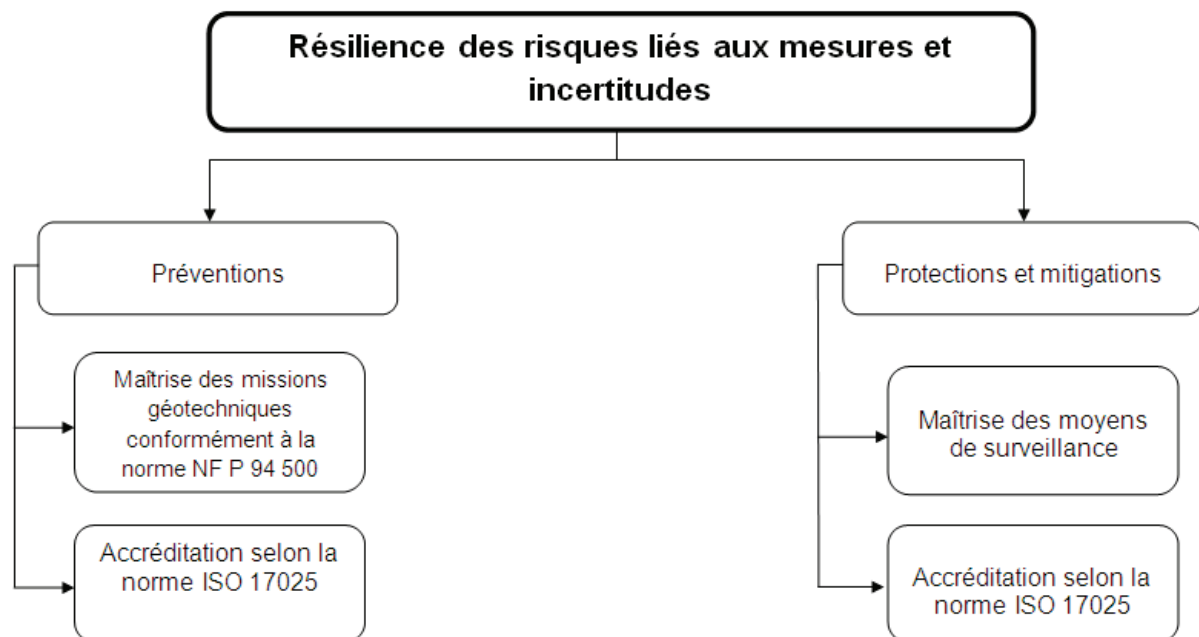 Résilience des risques liés aux mesures et
incertitudes
Préventions
Protections et mitigations
Maîtrise des missions
géotechniques
conformément à la
norme NF P 94 500
Maîtrise des moyens
de surveillance
Accréditation selon la
norme ISO 17025
Accréditation selon la
norme ISO 17025